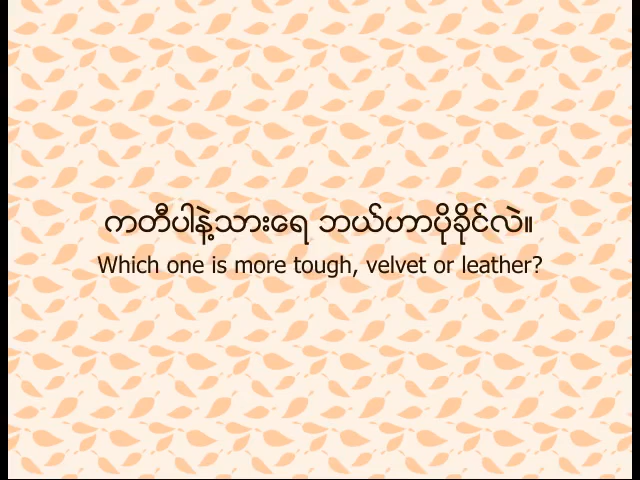 ကတီပါနဲ့သားရေ ဘယ်ဟာပိုခိုင်လဲ။
Which one is more tough, velvet or leather?